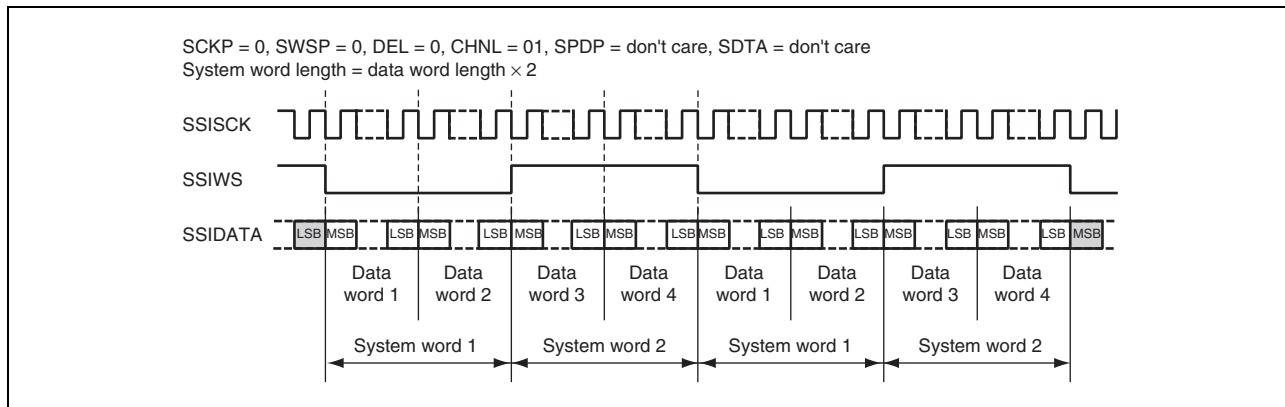 SCKP = 0, SWSP = 0, DEL = 0, CHNL = 01, SPDP = don't care, SDTA = don't care
System word length = data word length × 2
SSISCK
SSIWS
SSIDATA
LSB MSB LSB MSB LSB MSB LSB MSB LSB MSB LSB MSB LSB MSB LSB MSB LSB MSB
Data word 1
Data word 2
Data word 3
Data word 4
Data word 1
Data word 2
Data word 3
Data word 4
System word 1
System word 2
System word 1
System word 2